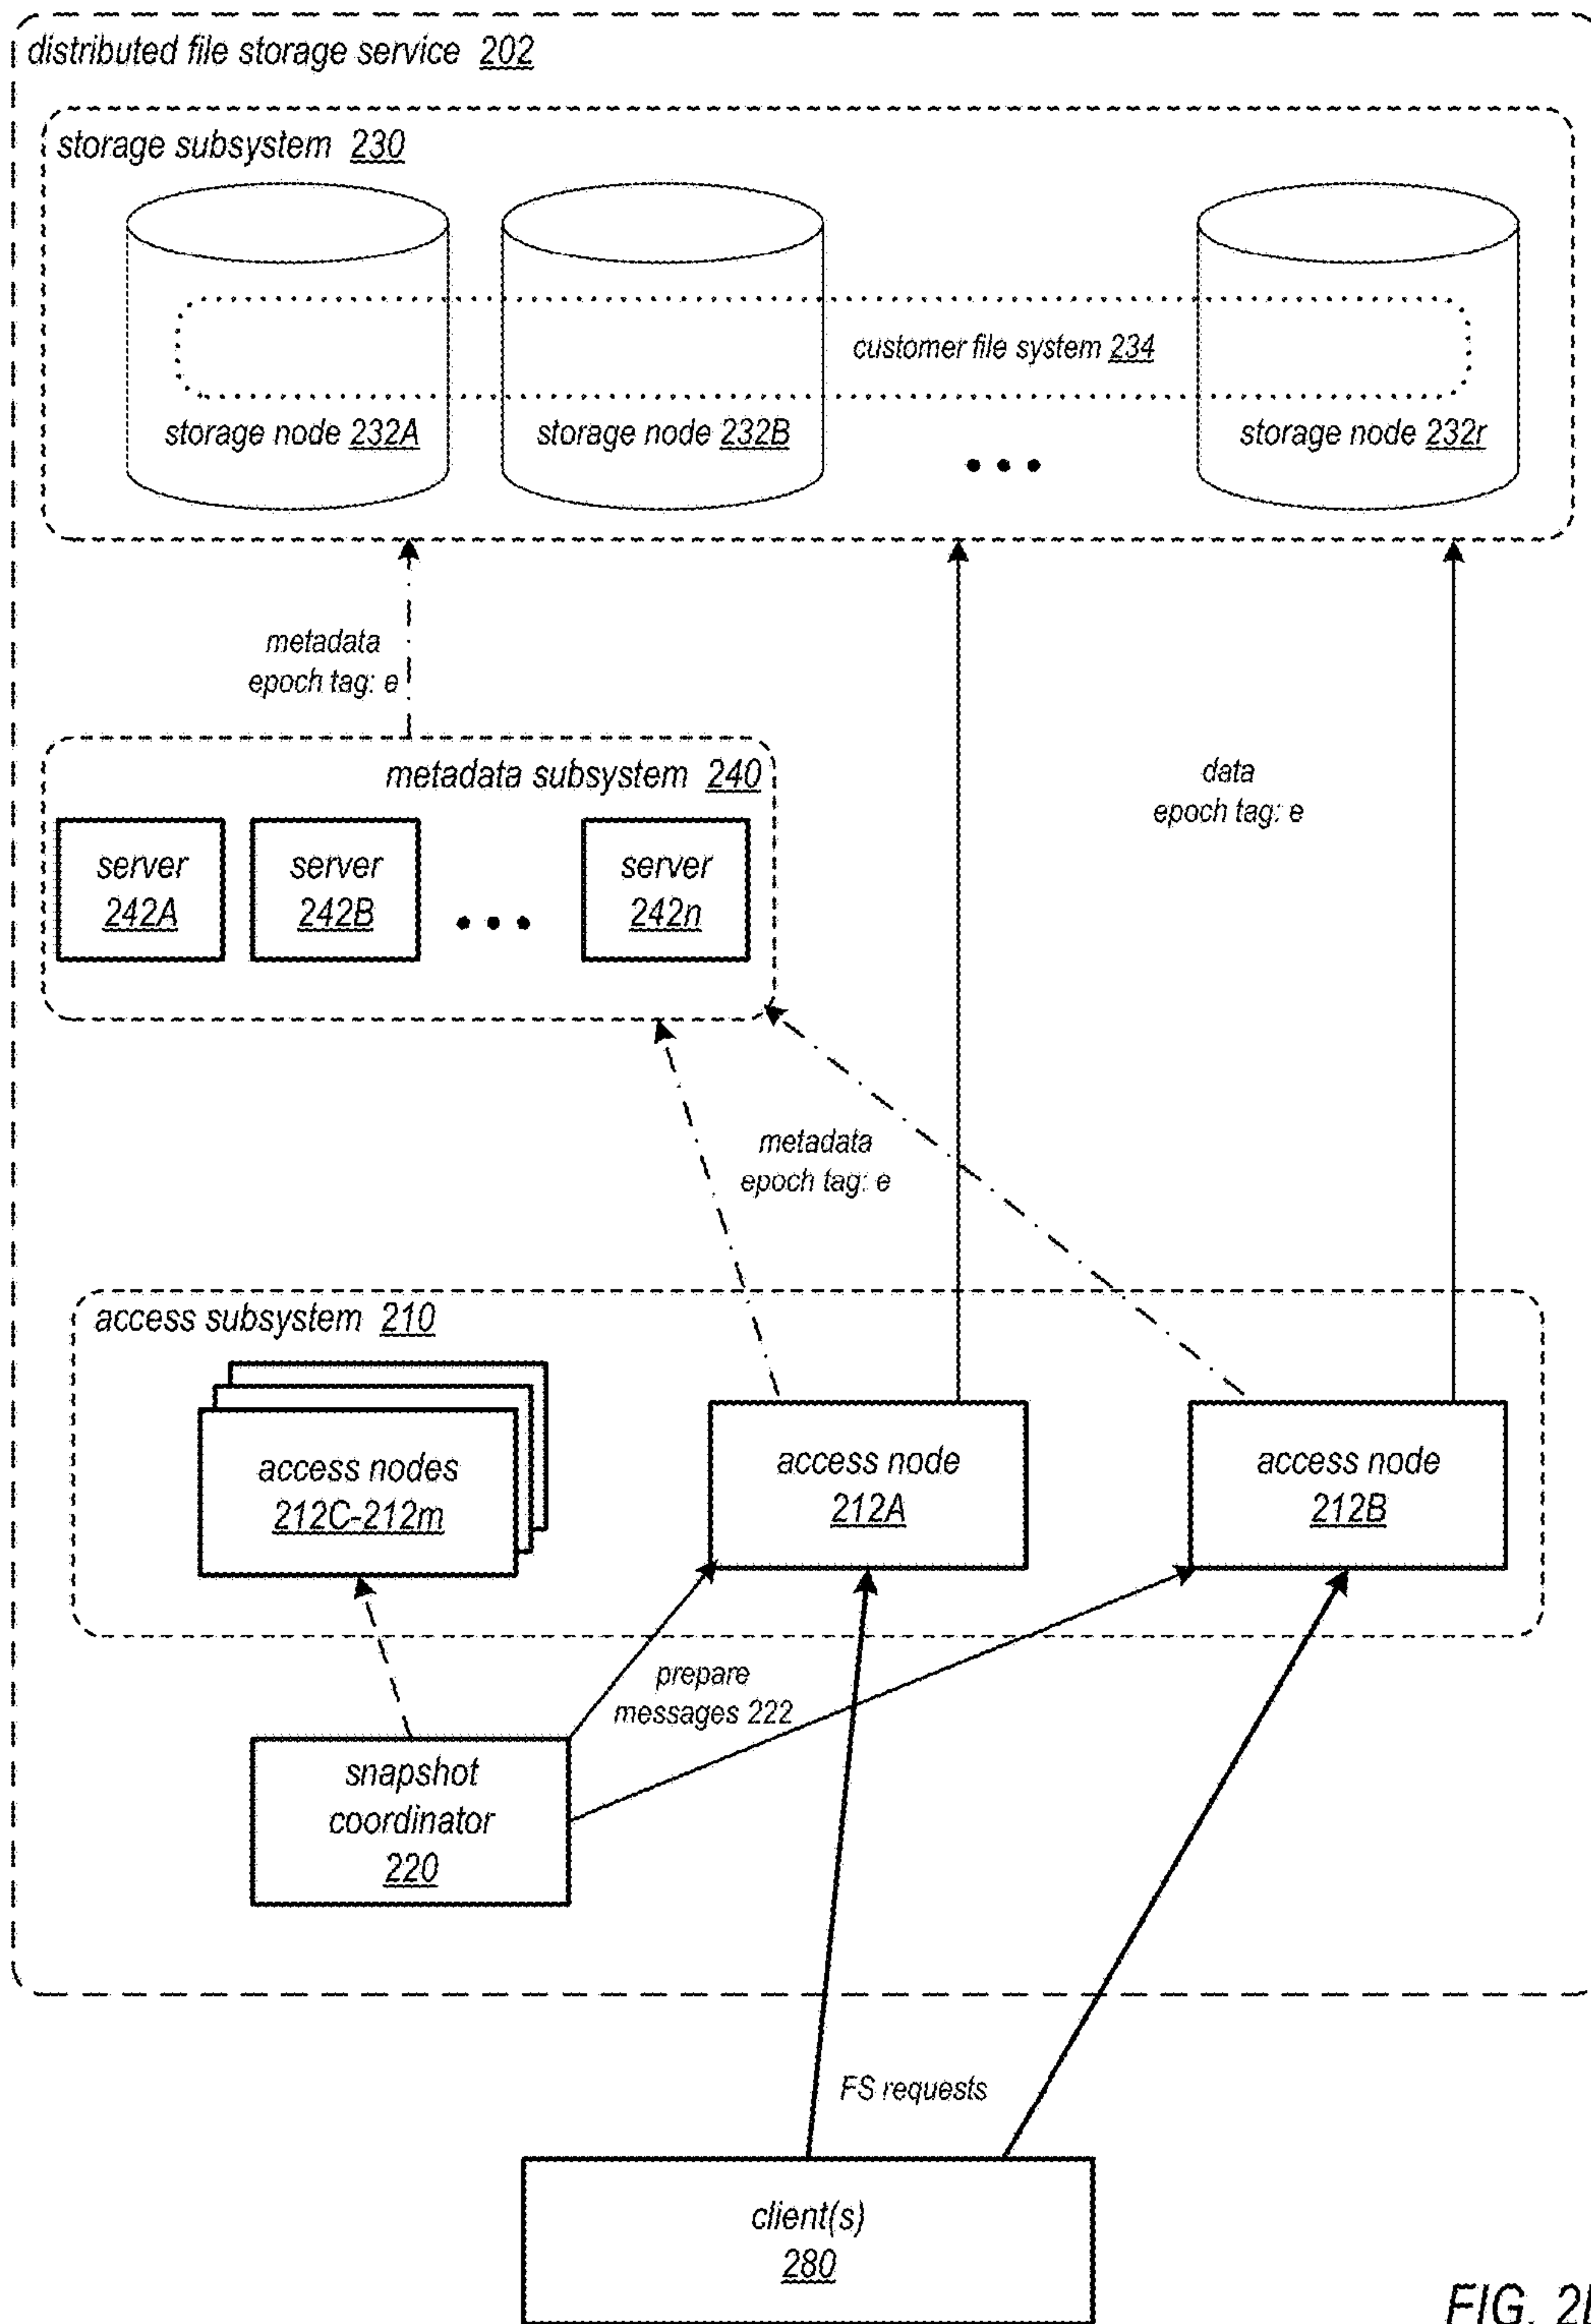 distributed file storage service 202
storage subsystem 230
customer file system 234
storage node 232A
storage node 232B
storage node 232r
metadata
epoch tag: e
metadata subsystem 240
data
epoch tag: e
server
242A
server
242B
server
242n
metadata
epoch tag: e
access subsystem 210
access nodes
212C-212m
access node
212A
access node
212B
prepare
messages 222
snapshot
coordinator
220
FS requests
client(s)
280
FIG.